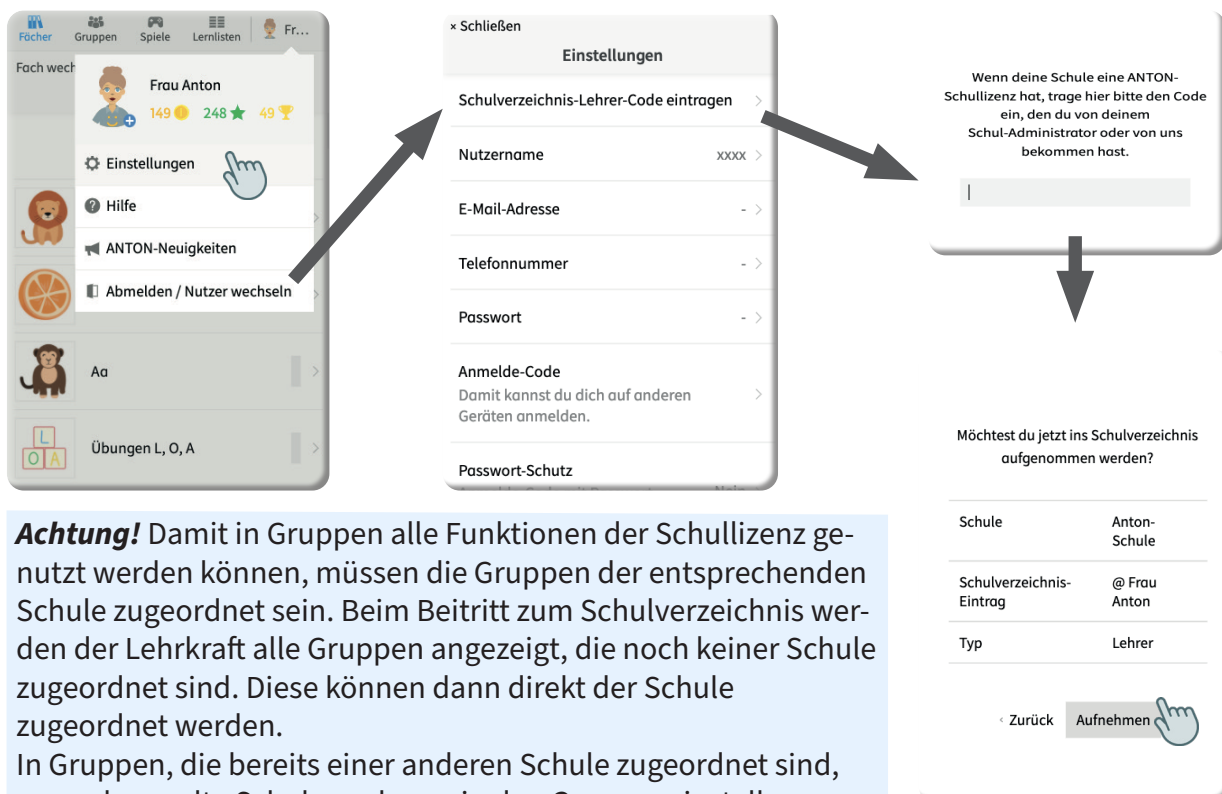 Fächer Gruppen Spiele Lernlisten Fr...
Fach wech
Frau Anton
149 248 49
Einstellungen
Hilfe
ANTON-Neuigkeiten
Abmelden / Nutzer wechseln
Aa
L
O A
Übungen L, O, A
× Schließen
Einstellungen
Schulverzeichnis-Lehrer-Code eintragen
Nutzername xxxx
E-Mail-Adresse -
Telefonnummer -
Passwort -
Anmelde-Code
Damit kannst du dich auf anderen
Geräten anmelden.
Passwort-Schutz
Wenn deine Schule eine ANTON-
Schullizenz hat, trage hier bitte den Code
ein, den du von deinem
Schul-Administrator oder von uns
bekommen hast.
Möchtest du jetzt ins Schulverzeichnis
aufgenommen werden?
Schule Anton-
Schule
Schulverzeichnis- @ Frau
Eintrag Anton
Typ Lehrer
‹ Zurück Aufnehmen
Achtung! Damit in Gruppen alle Funktionen der Schullizenz ge-
nutzt werden können, müssen die Gruppen der entsprechenden
Schule zugeordnet sein. Beim Beitritt zum Schulverzeichnis wer-
den der Lehrkraft alle Gruppen angezeigt, die noch keiner Schule
zugeordnet sind. Diese können dann direkt der Schule
zugeordnet werden.
In Gruppen, die bereits einer anderen Schule zugeordnet sind,